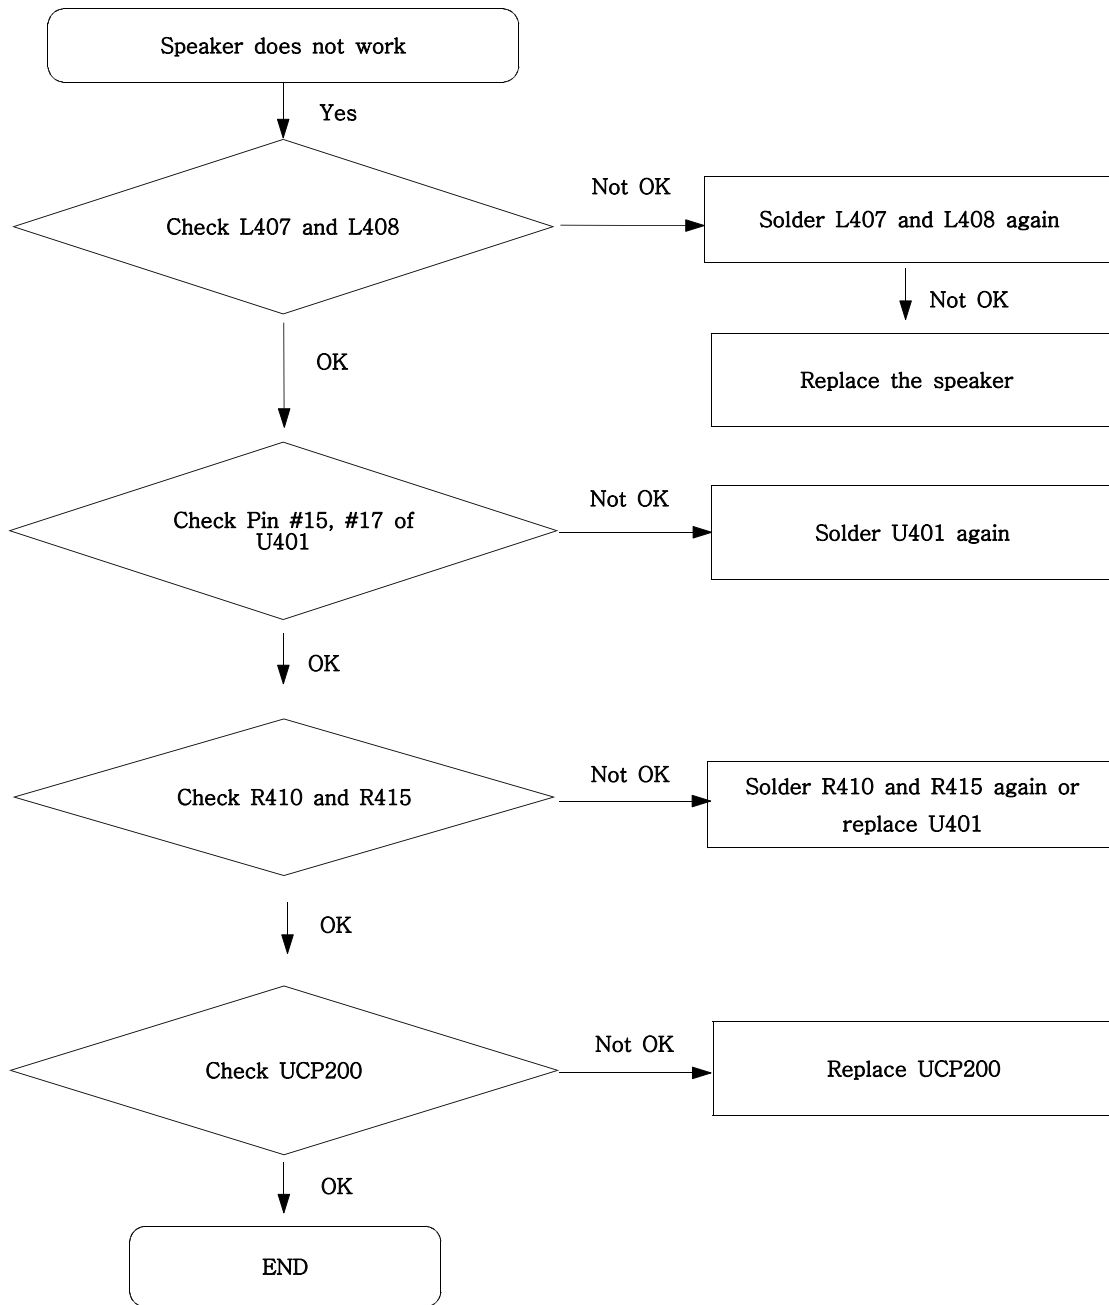 Speaker does not work
Yes
Check L407 and L408
Not OK
Solder L407 and L408 again
Not OK
Replace the speaker
OK
Check Pin #15, #17 of
U401
Not OK
Solder U401 again
OK
Check R410 and R415
Not OK
Solder R410 and R415 again or
replace U401
OK
Check UCP200
Not OK
Replace UCP200
OK
END